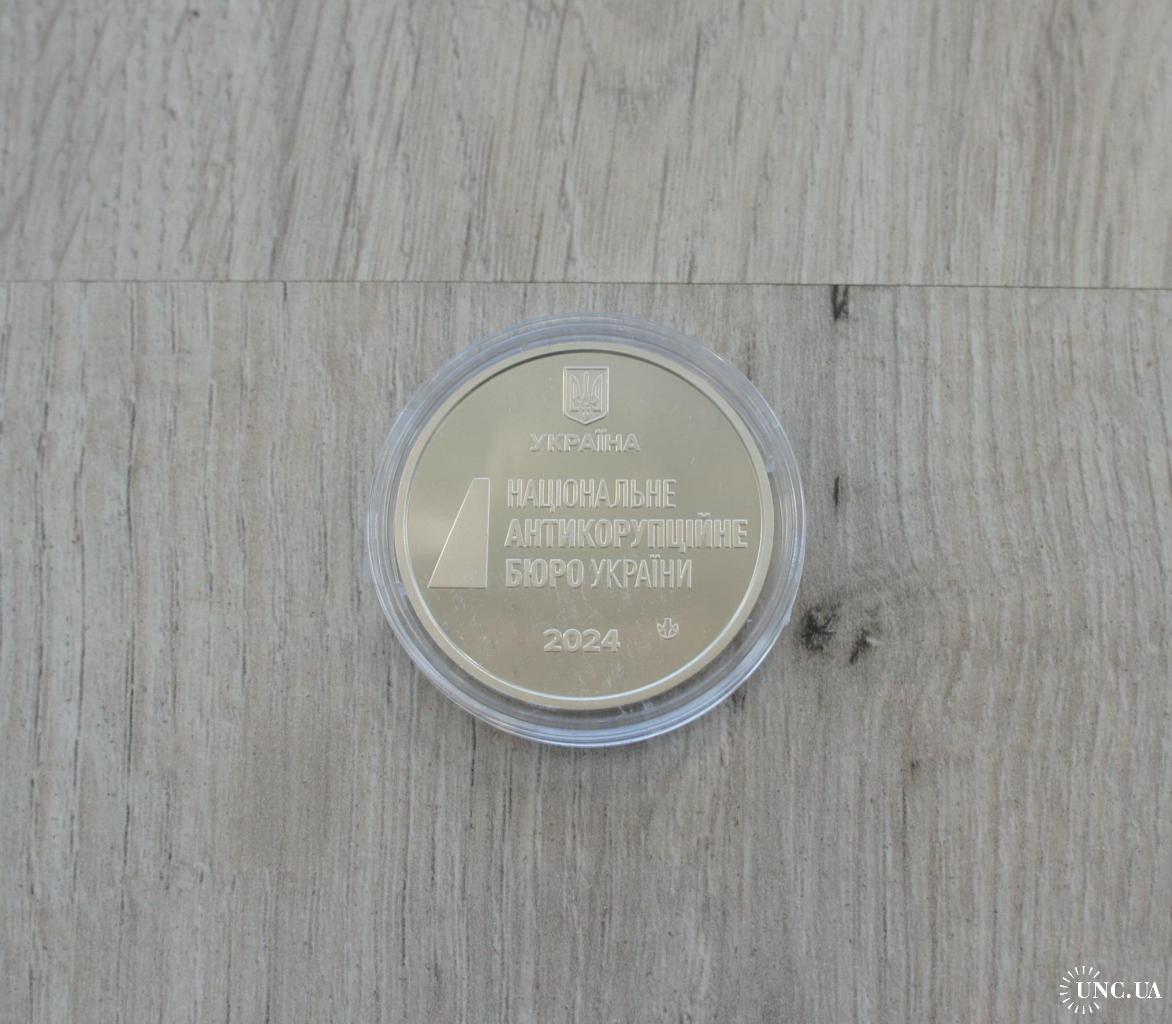 УКРАЇНА
НАЦІОНАЛЬНЕ
АНТИКОРУПЦІЙНЕ
БЮРО УКРАЇНИ
2024
UNC.UA